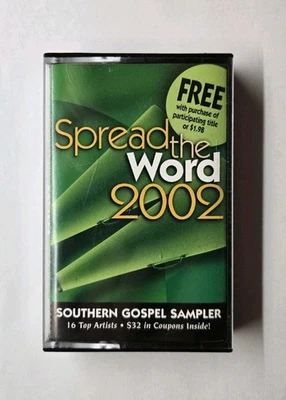 FREE
with purchase of
participating title
or $1.98
Spread the
Word
2002
SOUTHERN GOSPEL SAMPLER
16 Top Artists • $32 in Coupons Inside!